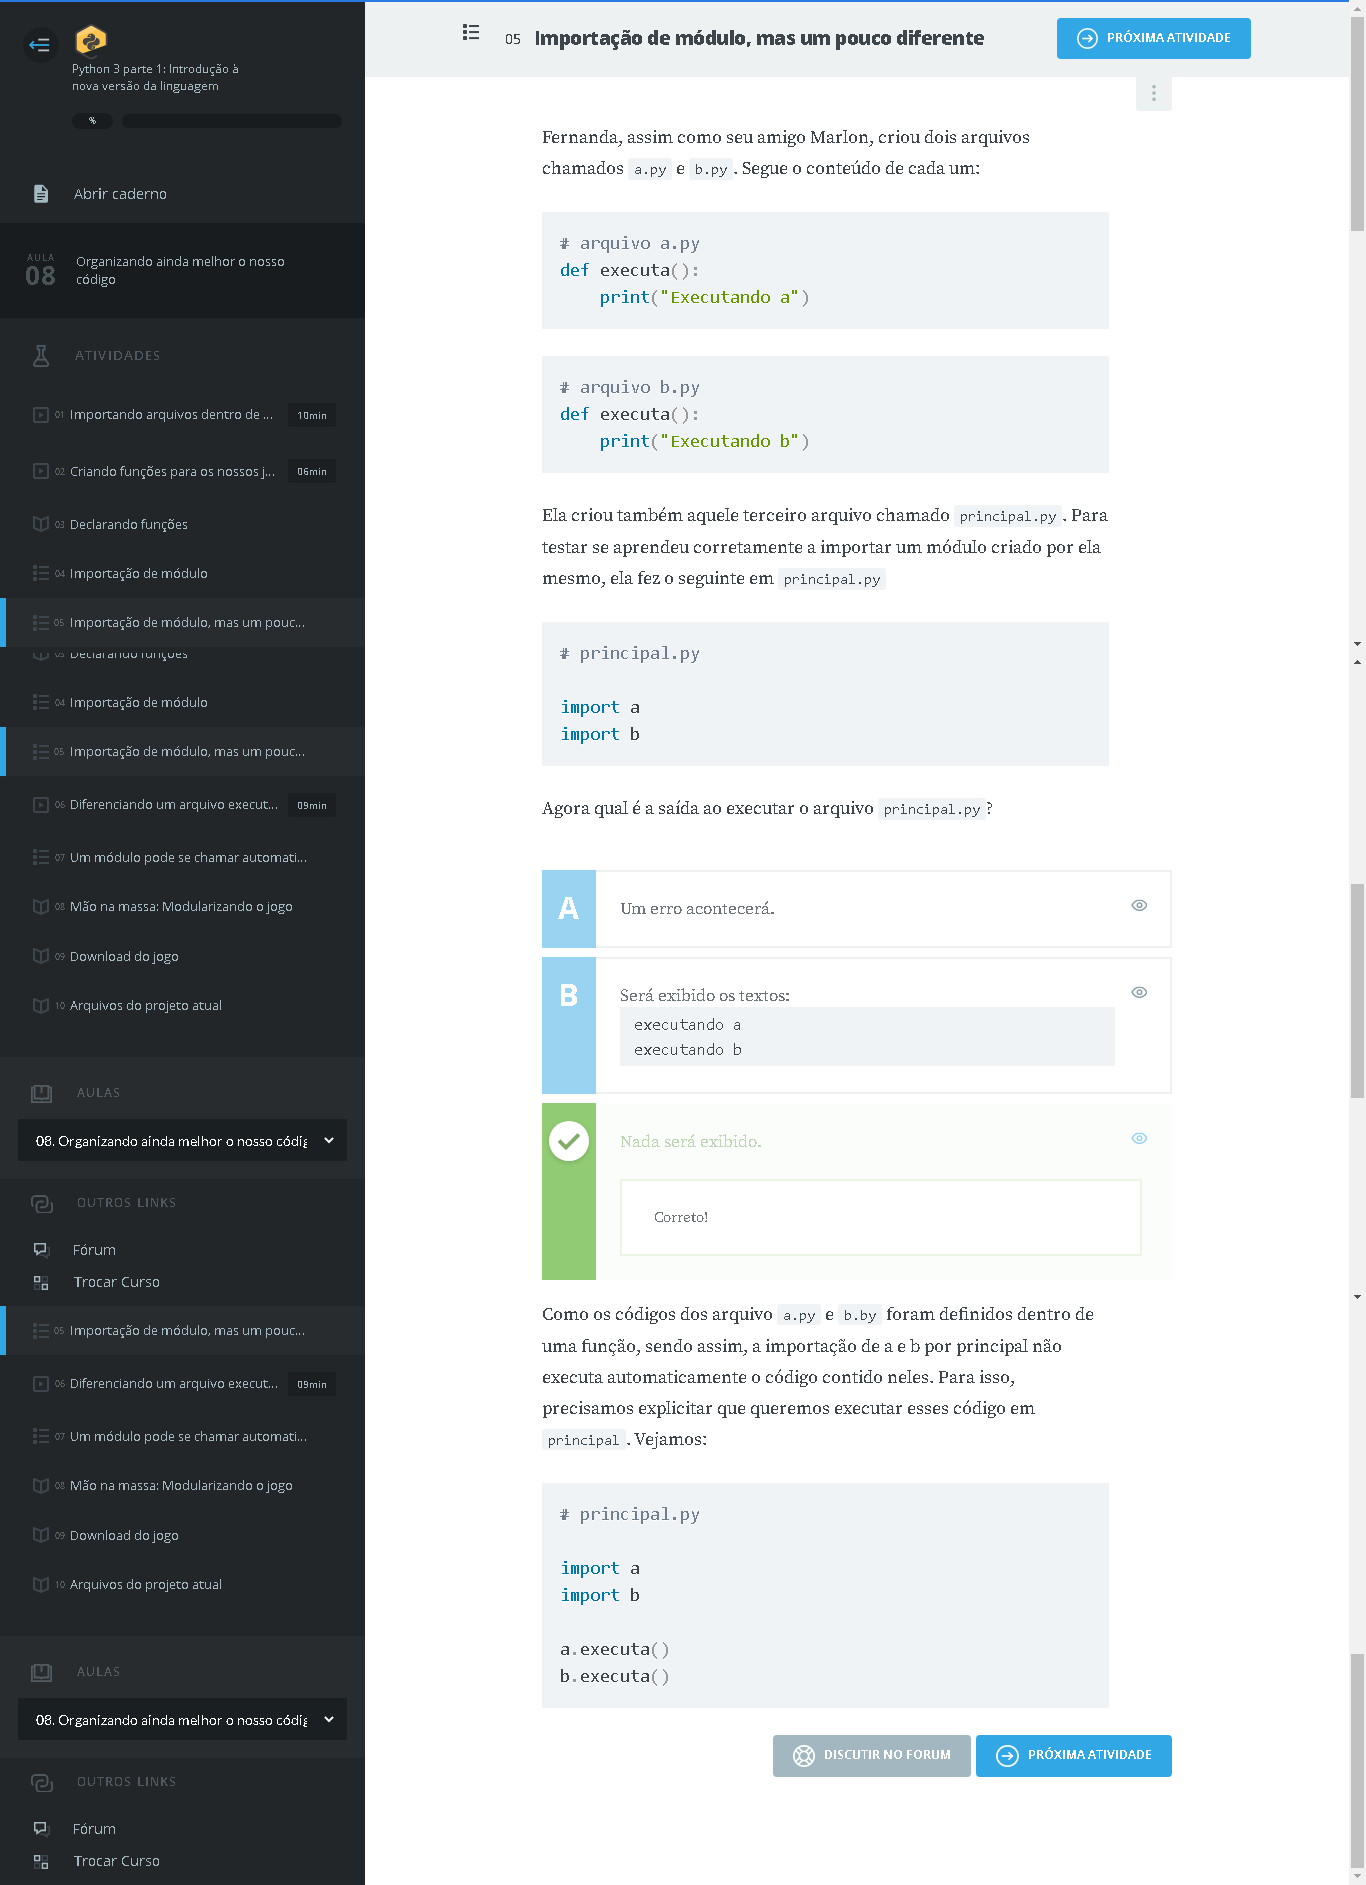 Python 3 parte 1: Introdução à
nova versão da linguagem
%
Abrir caderno
AULA
08
Organizando ainda melhor o nosso
código
ATIVIDADES
01 Importando arquivos dentro de ... 10min
02 Criando funções para os nossos j... 06min
03 Declarando funções
04 Importação de módulo
05 Importação de módulo, mas um pouc...
03 Declarando funções
04 Importação de módulo
05 Importação de módulo, mas um pouc...
06 Diferenciando um arquivo execut... 09min
07 Um módulo pode se chamar automati...
08 Mão na massa: Modularizando o jogo
09 Download do jogo
10 Arquivos do projeto atual
AULAS
08. Organizando ainda melhor o nosso códig
OUTROS LINKS
Fórum
Trocar Curso
05 Importação de módulo, mas um pouc...
06 Diferenciando um arquivo execut... 09min
07 Um módulo pode se chamar automati...
08 Mão na massa: Modularizando o jogo
09 Download do jogo
10 Arquivos do projeto atual
AULAS
08. Organizando ainda melhor o nosso códig
OUTROS LINKS
Fórum
Trocar Curso
05 Importação de módulo, mas um pouco diferente
PRÓXIMA ATIVIDADE
Fernanda, assim como seu amigo Marlon, criou dois arquivos
chamados a.py e b.py. Segue o conteúdo de cada um:
# arquivo a.py
def executa():
    print("Executando a")
# arquivo b.py
def executa():
    print("Executando b")
Ela criou também aquele terceiro arquivo chamado principal.py. Para
testar se aprendeu corretamente a importar um módulo criado por ela
mesmo, ela fez o seguinte em principal.py
# principal.py
import a
import b
Agora qual é a saída ao executar o arquivo principal.py?
A Um erro acontecerá.
B Será exibido os textos:
executando a
executando b
Nada será exibido.
Correto!
Como os códigos dos arquivo a.py e b.by foram definidos dentro de
uma função, sendo assim, a importação de a e b por principal não
executa automaticamente o código contido neles. Para isso,
precisamos explicitar que queremos executar esses código em
principal. Vejamos:
# principal.py
import a
import b
a.executa()
b.executa()
DISCUTIR NO FORUM
PRÓXIMA ATIVIDADE